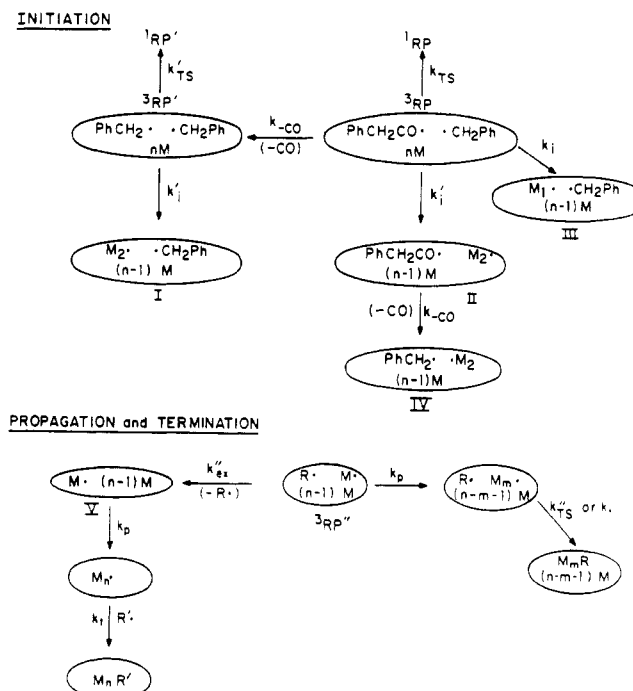 INITIATION
¹RP′ ¹RP
k′TS kTS
³RP′ ³RP
PhCH2· ·CH2Ph k-CO PhCH2CO· ·CH2Ph
nM (-CO) nM ki
k′i k′i M1· ·CH2Ph
(n-1) M
III
M2· ·CH2Ph PhCH2CO· M2·
(n-1) M (n-1) M
I II
(-CO) k-CO
PhCH2· ·M2
(n-1) M
IV
PROPAGATION and TERMINATION
M· (n-1) M k″ex R· M· kp R· Mm·
(-R·) (n-1) M (n-m-1) M
V ³RP″ k″TS or k.
kp
Mn· MmR
(n-m-1) M
kt R′·
Mn R′